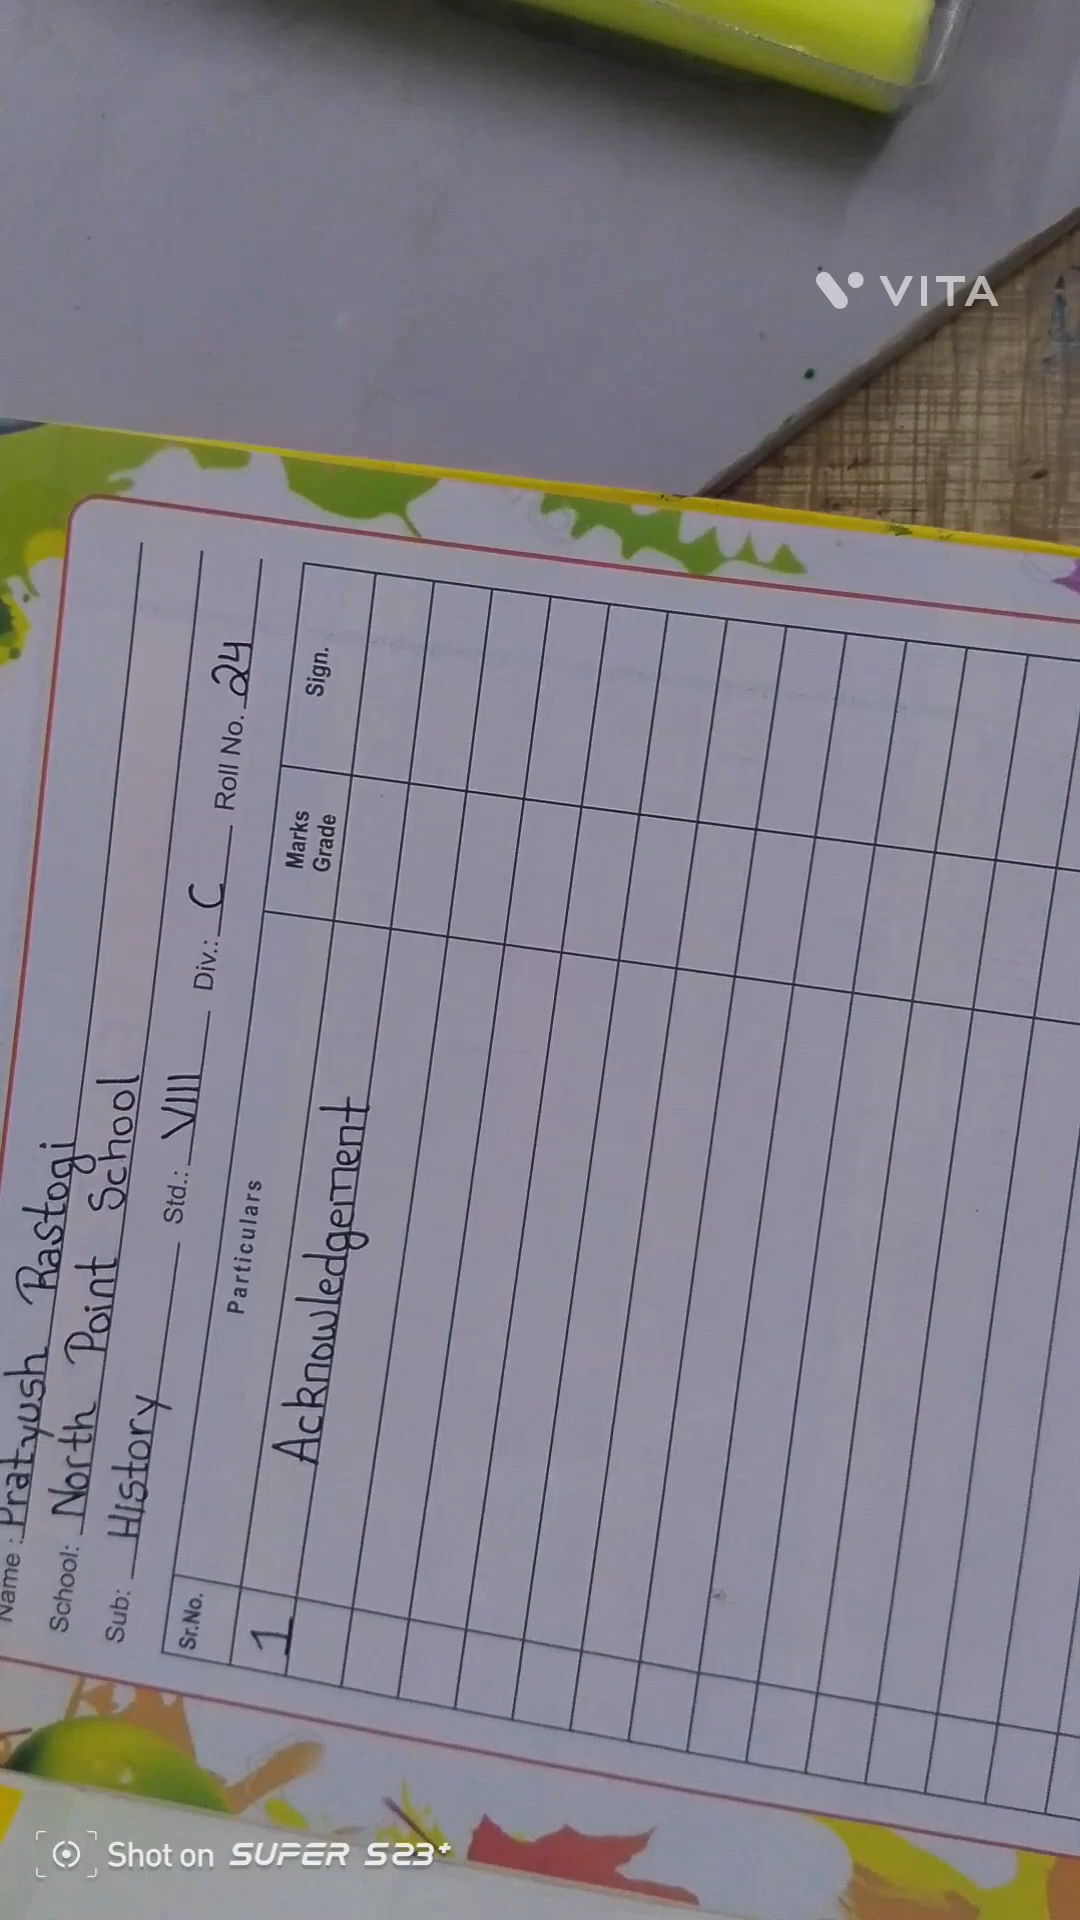 Name : Pratyush Rastogi
School: North Point School
Sub: History Std.: VIII Div.: C Roll No. 24
Sr.No. Particulars Marks Grade Sign.
1 Acknowledgement
VITA
Shot on SUPER S23+